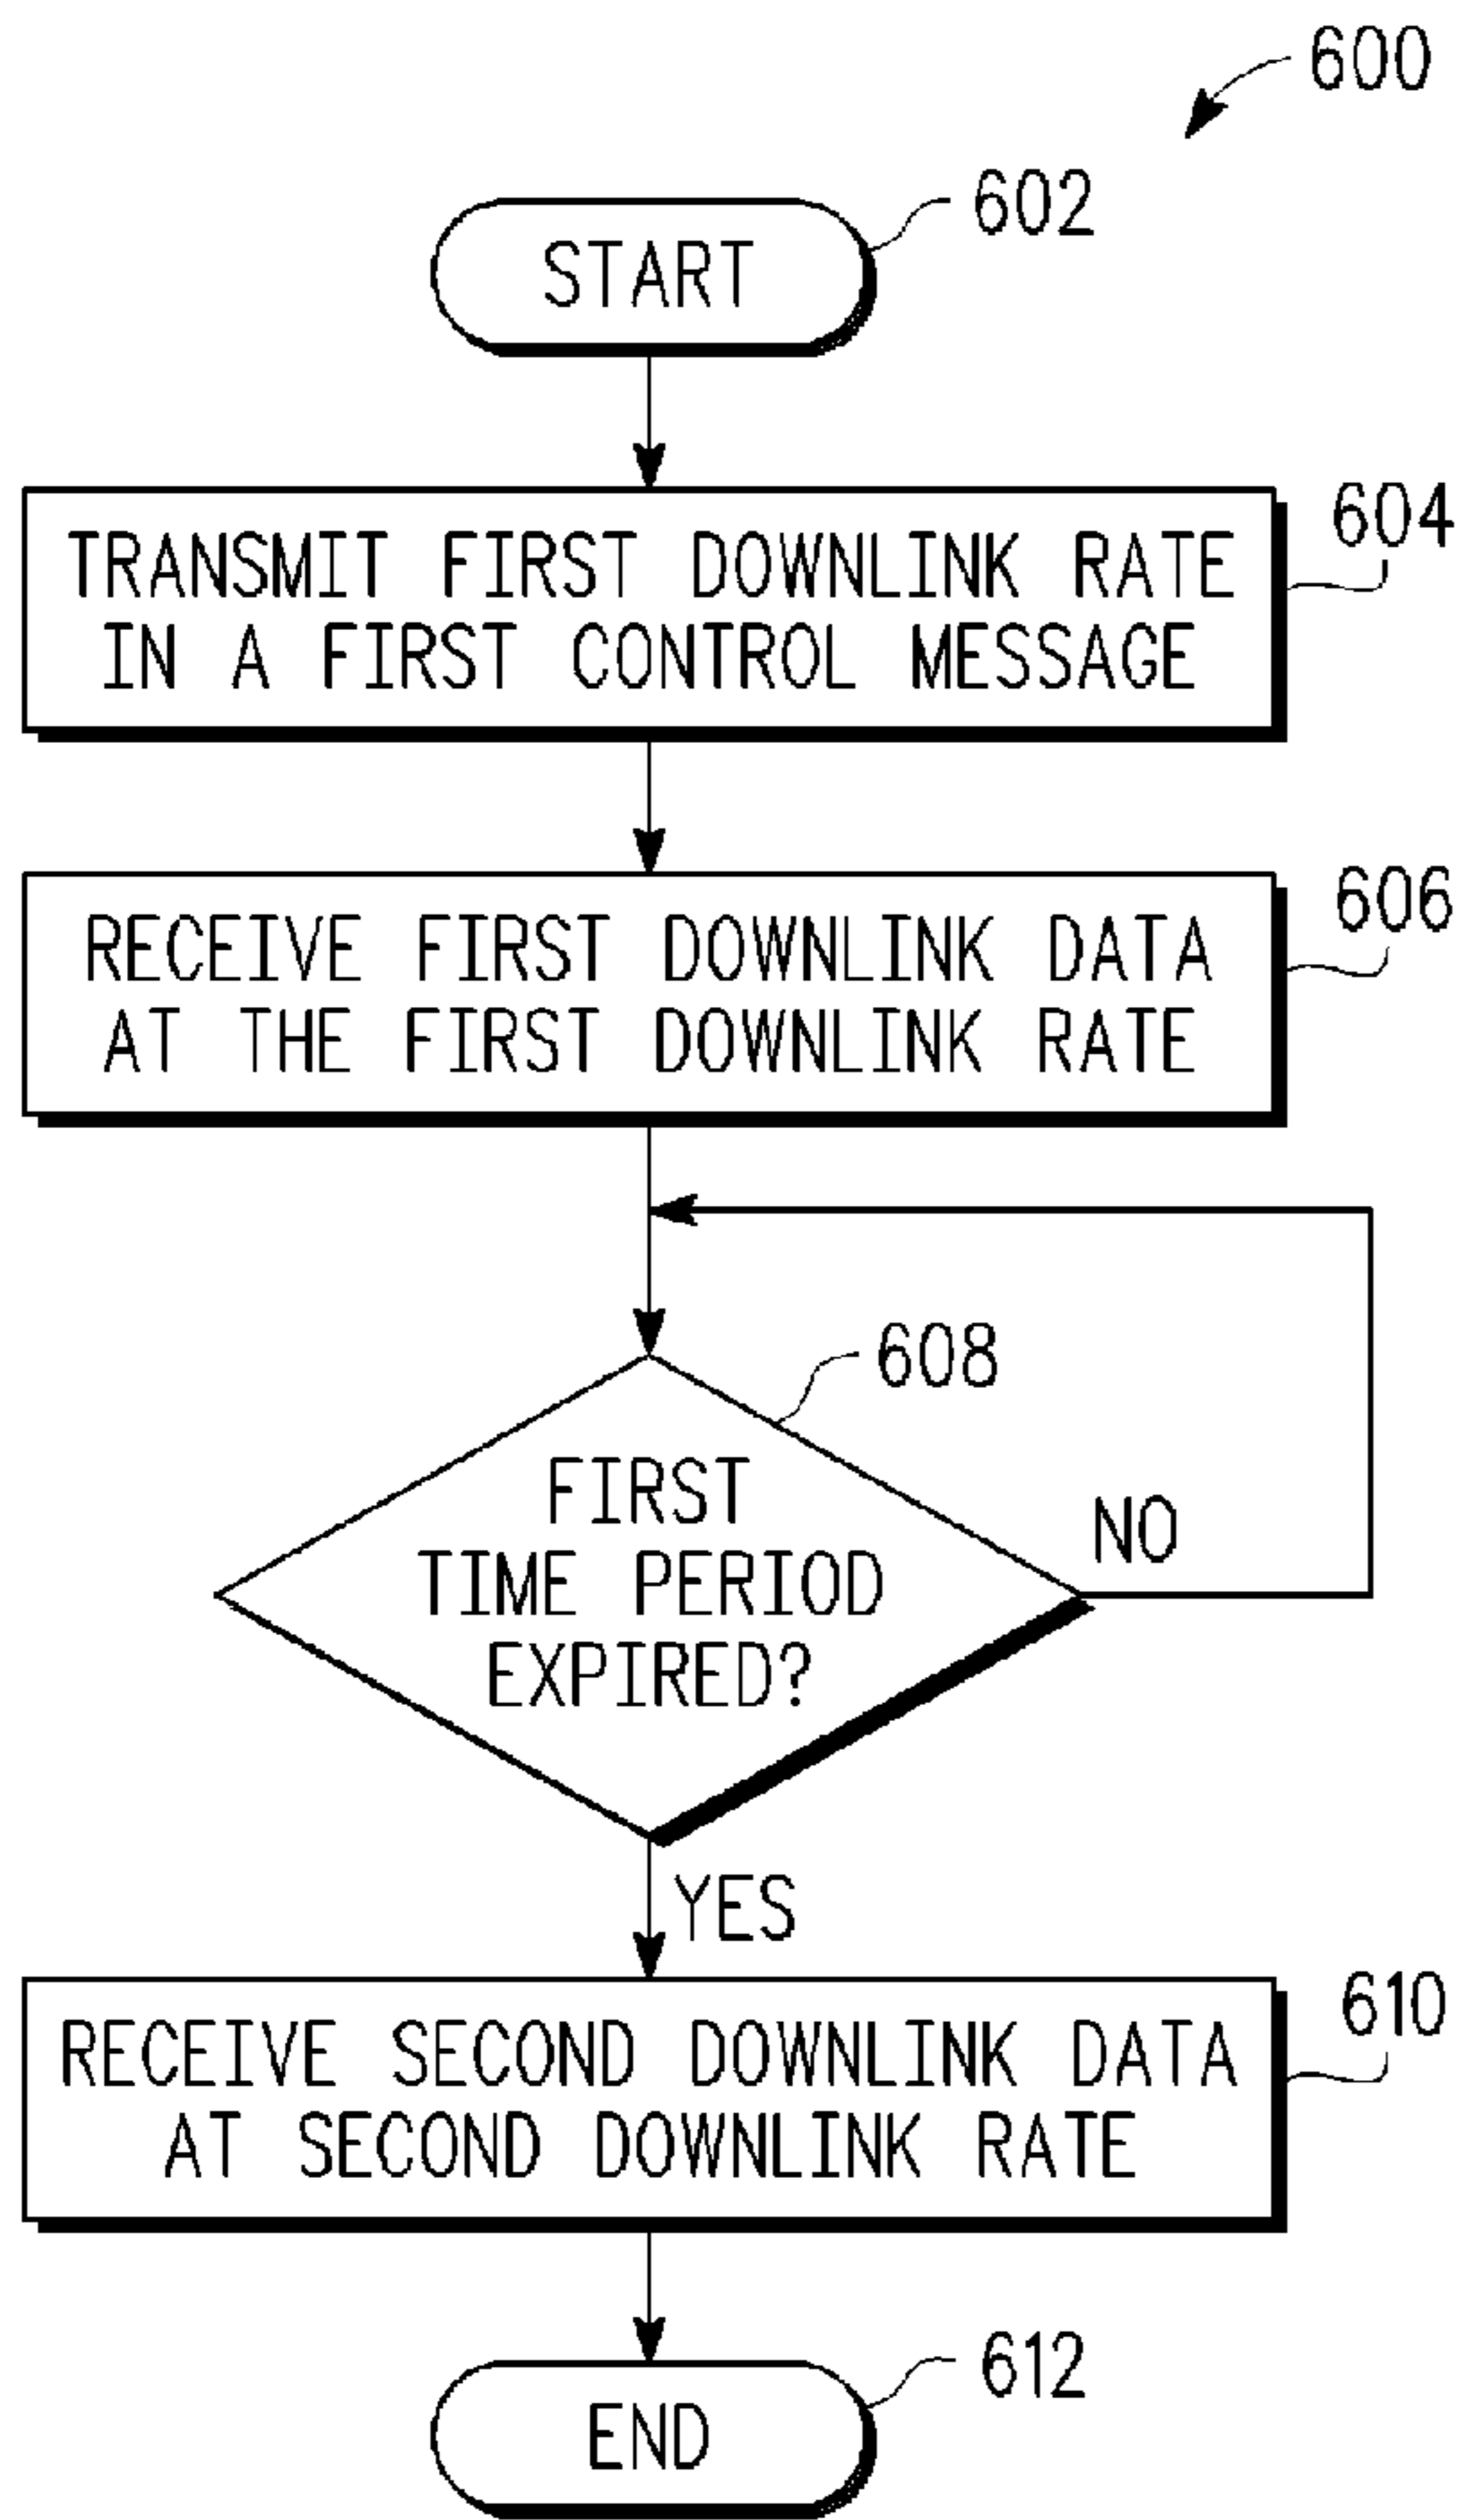 600
602
START
604
TRANSMIT FIRST DOWNLINK RATE
IN A FIRST CONTROL MESSAGE
606
RECEIVE FIRST DOWNLINK DATA
AT THE FIRST DOWNLINK RATE
608
FIRST
TIME PERIOD
EXPIRED?
NO
YES
610
RECEIVE SECOND DOWNLINK DATA
AT SECOND DOWNLINK RATE
612
END